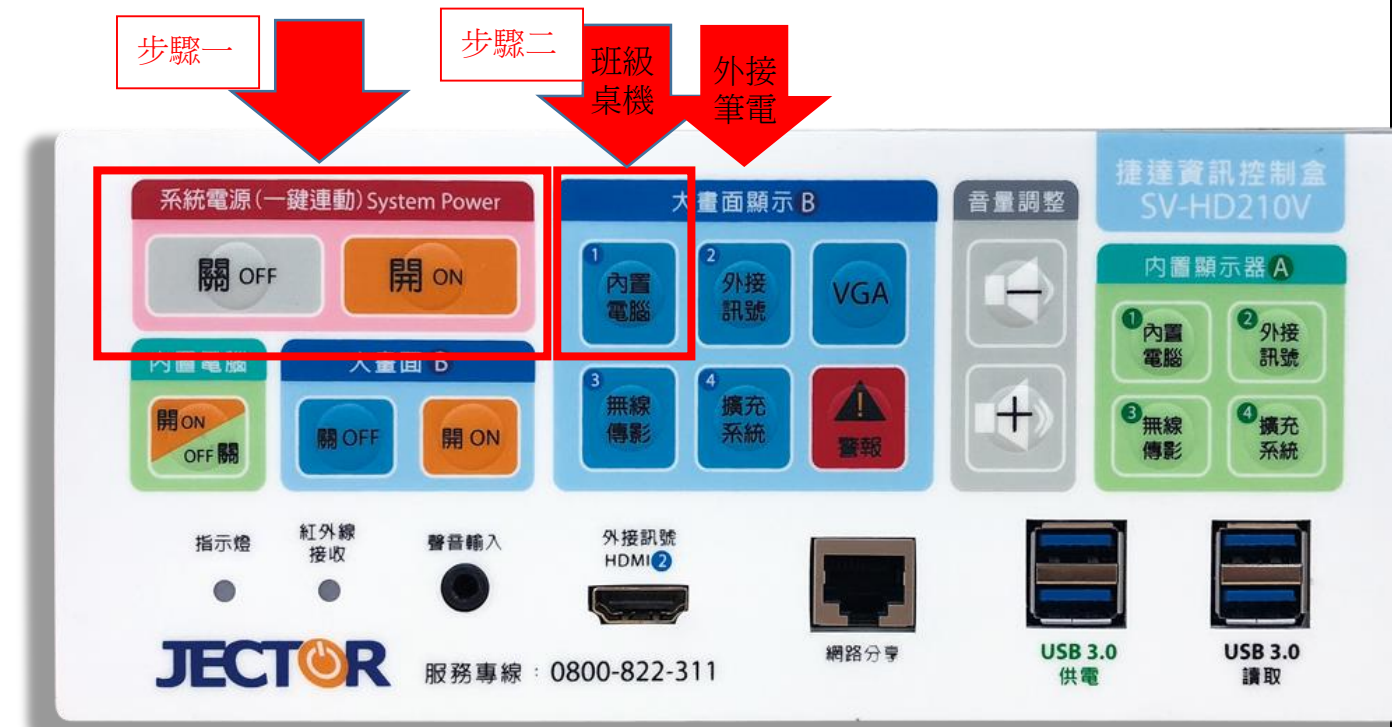 步驟一
步驟二
班級
桌機
外接
筆電
系統電源(一鍵連動)System Power
關 OFF
開 ON
大畫面顯示 B
1
內置
電腦
2
外接
訊號
VGA
3
無線
傳影
4
擴充
系統
警報
音量調整
捷達資訊控制盒
SV-HD210V
內置顯示器 A
1
內置
電腦
2
外接
訊號
3
無線
傳影
4
擴充
系統
內置電腦
開 ON
OFF 關
大畫面 B
關 OFF
開 ON
指示燈
紅外線
接收
聲音輸入
外接訊號
HDMI2
網路分享
USB 3.0
供電
USB 3.0
讀取
JECTOR
服務專線：0800-822-311